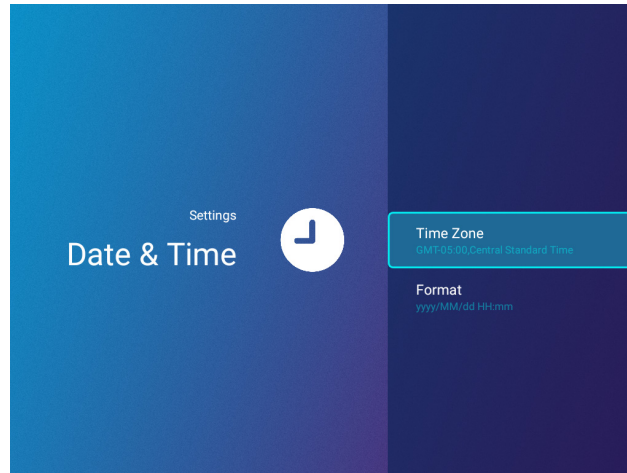 Settings
Date & Time
Time Zone
GMT-05:00,Central Standard Time
Format
yyyy/MM/dd HH:mm